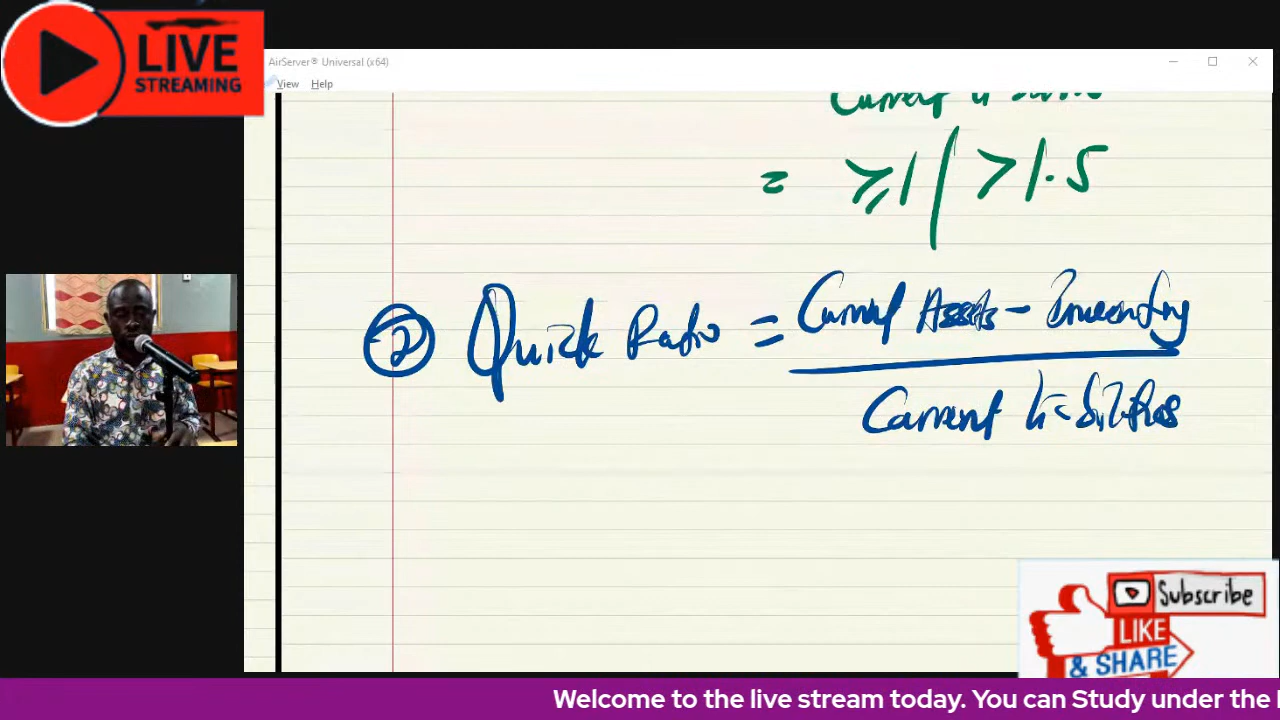 LIVE
STREAMING
AirServer® Universal (x64)
View Help
Current
= ⩾1 / >1.5
② Quick Ratio = Current Assets - Inventory
Current liabilities
Subscribe
LIKE
& SHARE
Welcome to the live stream today. You can Study under the